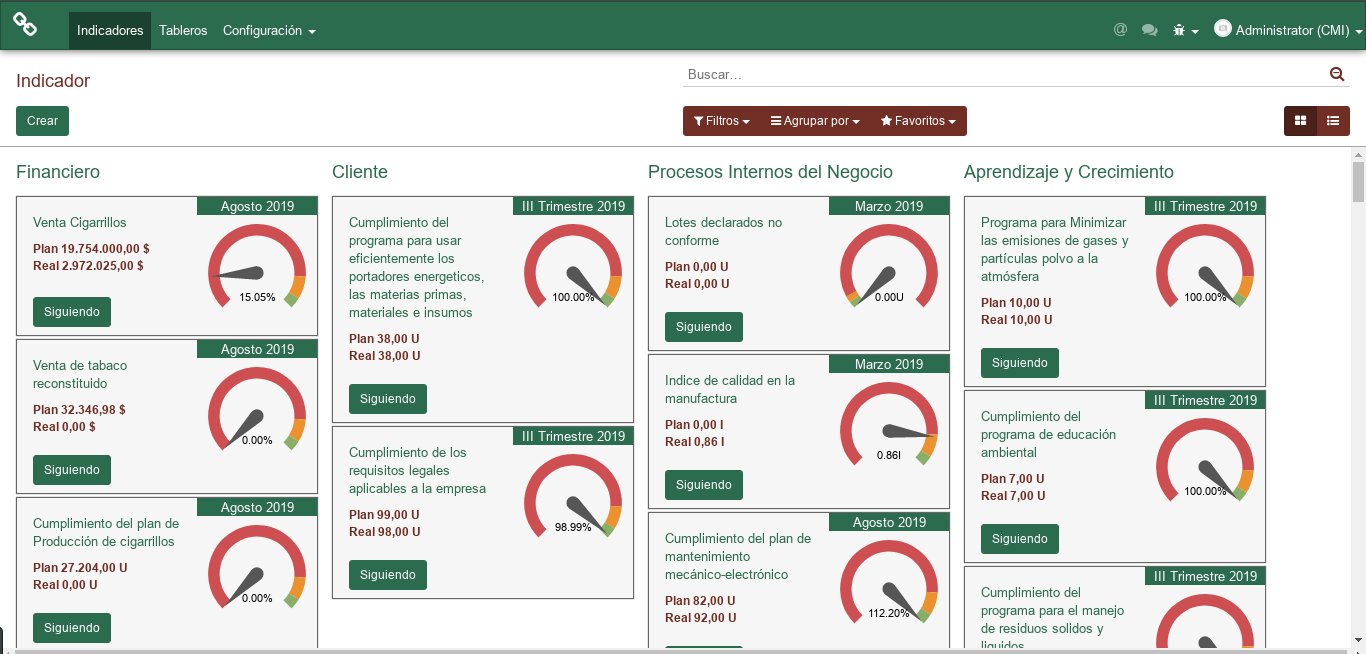 Indicadores Tableros Configuración
@ Administrator (CMI)
Indicador
Buscar...
Crear
Filtros Agrupar por Favoritos
Financiero
Agosto 2019
Venta Cigarrillos
Plan 19.754.000,00 $
Real 2.972.025,00 $
15.05%
Siguiendo
Agosto 2019
Venta de tabaco
reconstituido
Plan 32.346,98 $
Real 0,00 $
0.00%
Siguiendo
Agosto 2019
Cumplimiento del plan de
Producción de cigarrillos
Plan 27.204,00 U
Real 0,00 U
0.00%
Siguiendo
Cliente
III Trimestre 2019
Cumplimiento del
programa para usar
eficientemente los
portadores energeticos,
las materias primas,
materiales e insumos
Plan 38,00 U
Real 38,00 U
100.00%
Siguiendo
III Trimestre 2019
Cumplimiento de los
requisitos legales
aplicables a la empresa
Plan 99,00 U
Real 98,00 U
98.99%
Siguiendo
Procesos Internos del Negocio
Marzo 2019
Lotes declarados no
conforme
Plan 0,00 U
Real 0,00 U
0.00U
Siguiendo
Marzo 2019
Indice de calidad en la
manufactura
Plan 0,00 I
Real 0,86 I
0.86I
Siguiendo
Agosto 2019
Cumplimiento del plan de
mantenimiento
mecánico-electrónico
Plan 82,00 U
Real 92,00 U
112.20%
Aprendizaje y Crecimiento
III Trimestre 2019
Programa para Minimizar
las emisiones de gases y
partículas polvo a la
atmósfera
Plan 10,00 U
Real 10,00 U
100.00%
Siguiendo
III Trimestre 2019
Cumplimiento del
programa de educación
ambiental
Plan 7,00 U
Real 7,00 U
100.00%
Siguiendo
III Trimestre 2019
Cumplimiento del
programa para el manejo
de residuos solidos y
liquidos